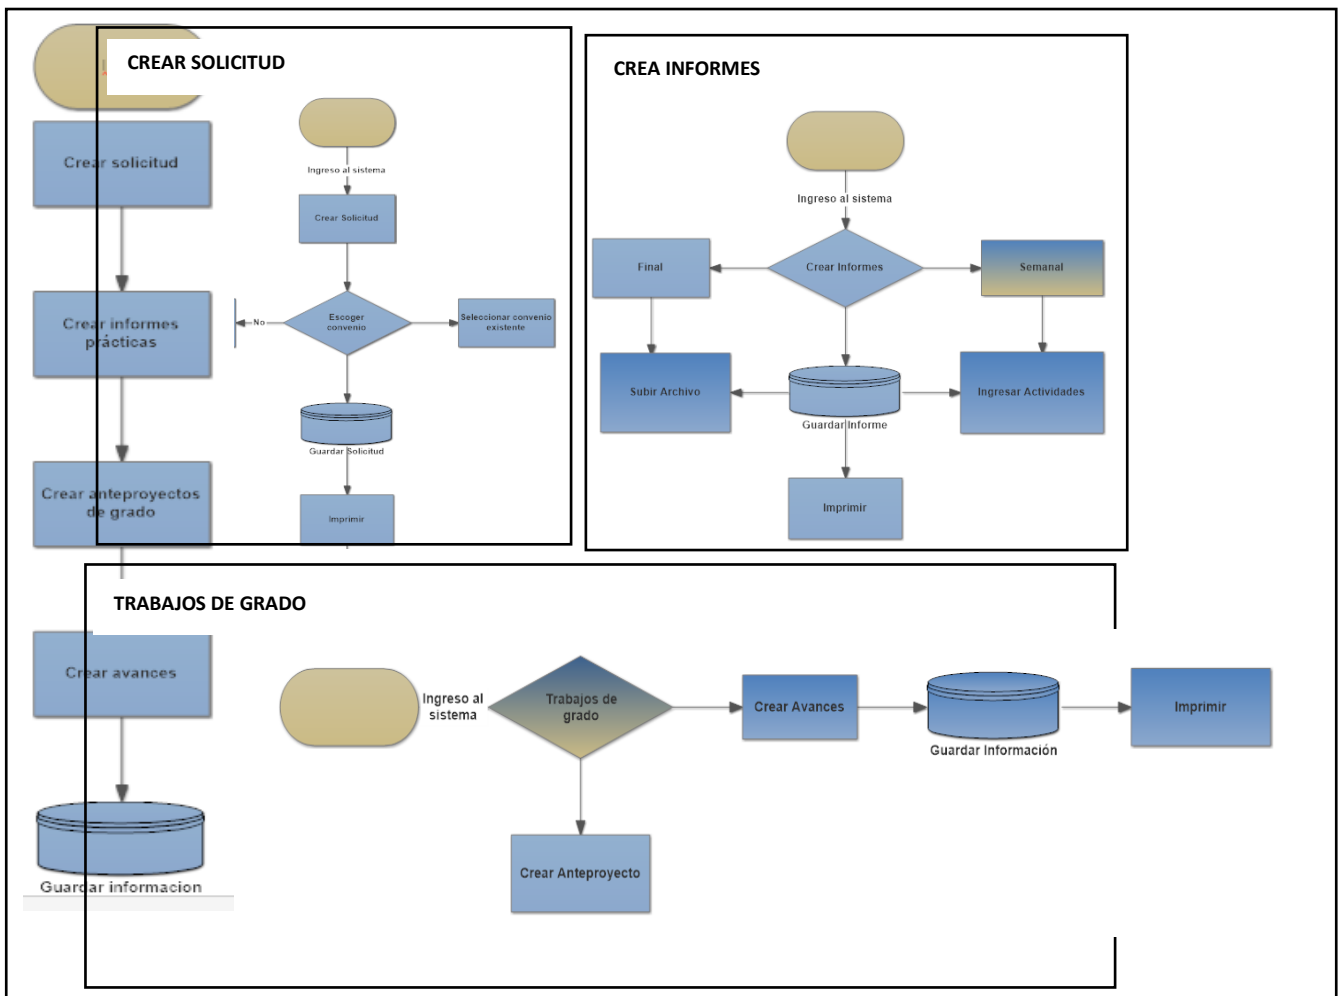 CREAR SOLICITUD
CREA INFORMES
Crear solicitud
Crear informes
prácticas
Crear anteproyectos
de grado
Crear avances
Guardar informacion
Ingreso al sistema
Crear Solicitud
No
Escoger
convenio
Seleccionar convenio
existente
Guardar Solicitud
Imprimir
Ingreso al sistema
Final
Crear Informes
Semanal
Subir Archivo
Ingresar Actividades
Guardar Informe
Imprimir
TRABAJOS DE GRADO
Ingreso al
sistema
Trabajos de
grado
Crear Avances
Guardar Información
Imprimir
Crear Anteproyecto